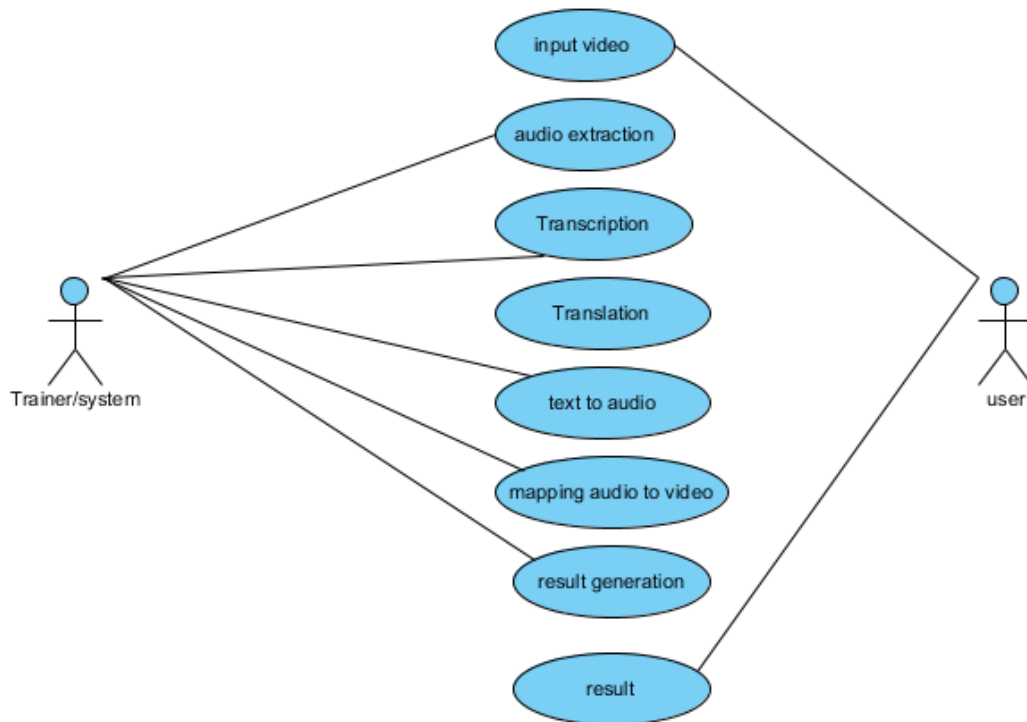 input video
audio extraction
Transcription
Translation
Trainer/system
user
text to audio
mapping audio to video
result generation
result